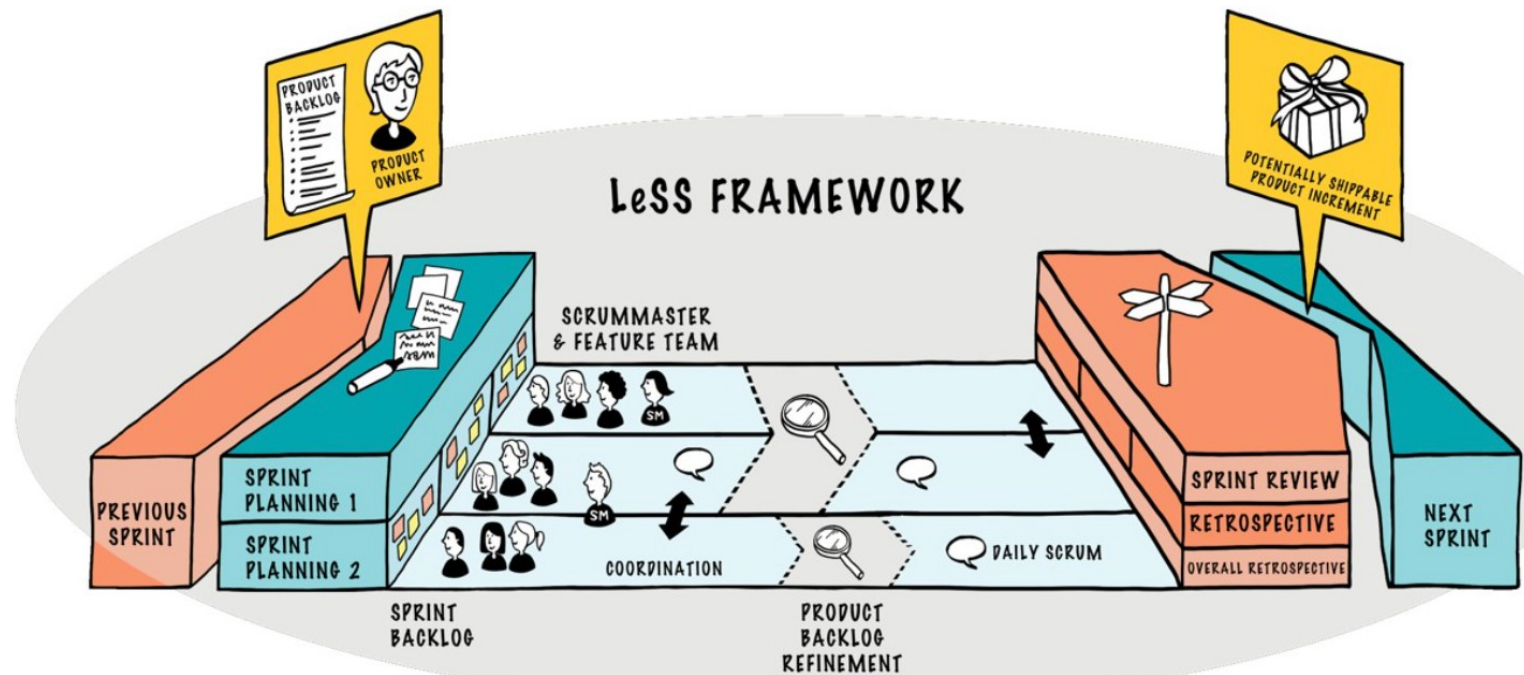 PRODUCT
BACKLOG
PRODUCT
OWNER
LeSS FRAMEWORK
POTENTIALLY SHIPPABLE
PRODUCT INCREMENT
SCRUMMASTER
& FEATURE TEAM
SM
SM
PREVIOUS
SPRINT
SPRINT
PLANNING 1
SPRINT
PLANNING 2
COORDINATION
DAILY SCRUM
SPRINT REVIEW
RETROSPECTIVE
OVERALL RETROSPECTIVE
NEXT
SPRINT
SPRINT
BACKLOG
PRODUCT
BACKLOG
REFINEMENT